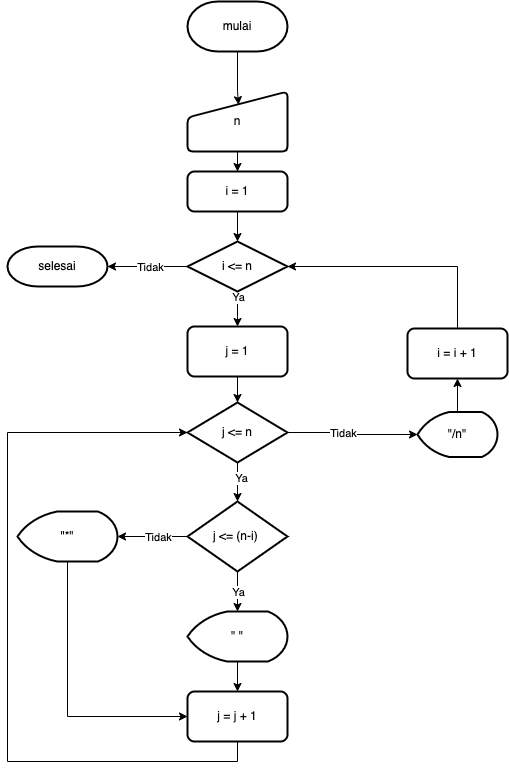 mulai
n
i = 1
i <= n
Tidak
selesai
Ya
j = 1
i = i + 1
j <= n
Tidak
"/n"
Ya
j <= (n-i)
Tidak
"*"
Ya
" "
j = j + 1